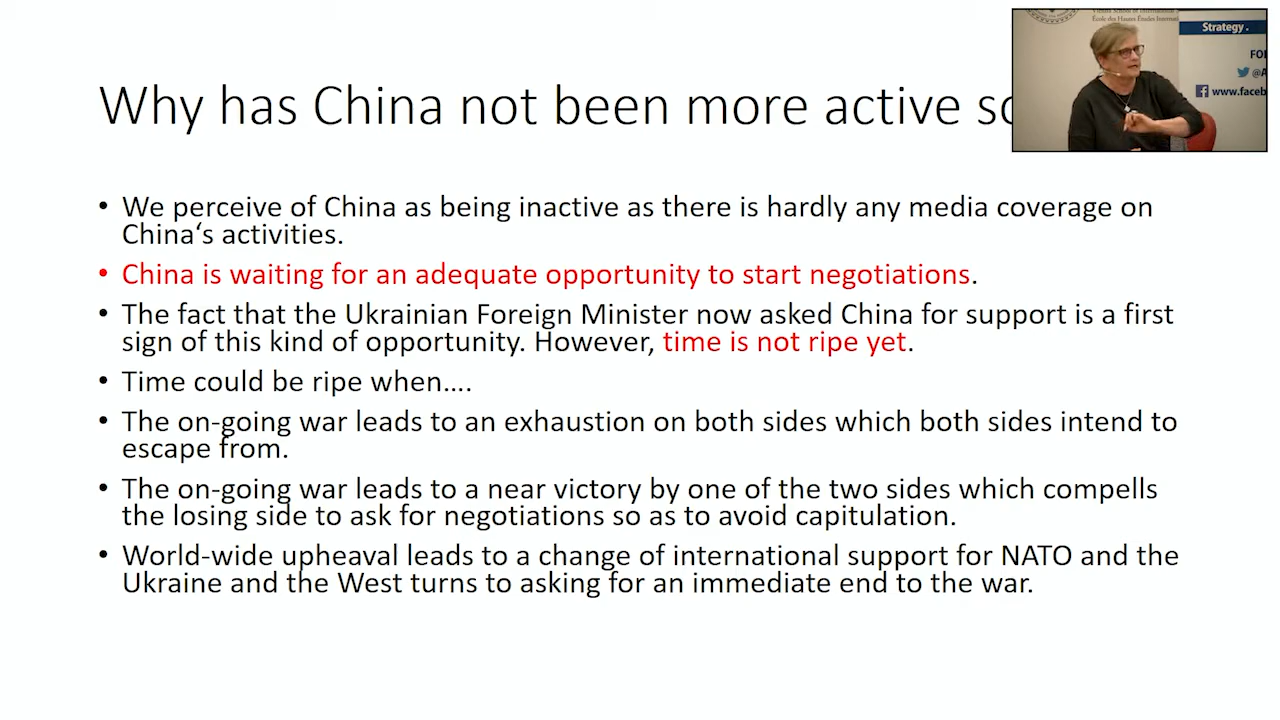 Why has China not been more active
• We perceive of China as being inactive as there is hardly any media coverage on
China‘s activities.
• China is waiting for an adequate opportunity to start negotiations.
• The fact that the Ukrainian Foreign Minister now asked China for support is a first
sign of this kind of opportunity. However, time is not ripe yet.
• Time could be ripe when....
• The on-going war leads to an exhaustion on both sides which both sides intend to
escape from.
• The on-going war leads to a near victory by one of the two sides which compells
the losing side to ask for negotiations so as to avoid capitulation.
• World-wide upheaval leads to a change of international support for NATO and the
Ukraine and the West turns to asking for an immediate end to the war.
École des Hautes Études
Strategy .